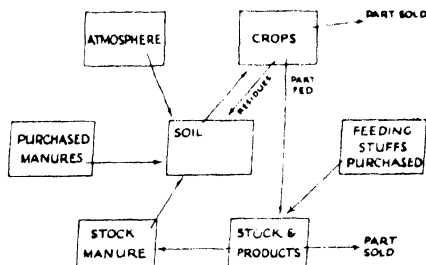 PART SOLD
ATMOSPHERE
CROPS
RESIDUES
PART
FED
SOIL
PURCHASED
MANURES
FEEDING
STUFFS
PURCHASED
STOCK
MANURE
STOCK &
PRODUCTS
PART
SOLD